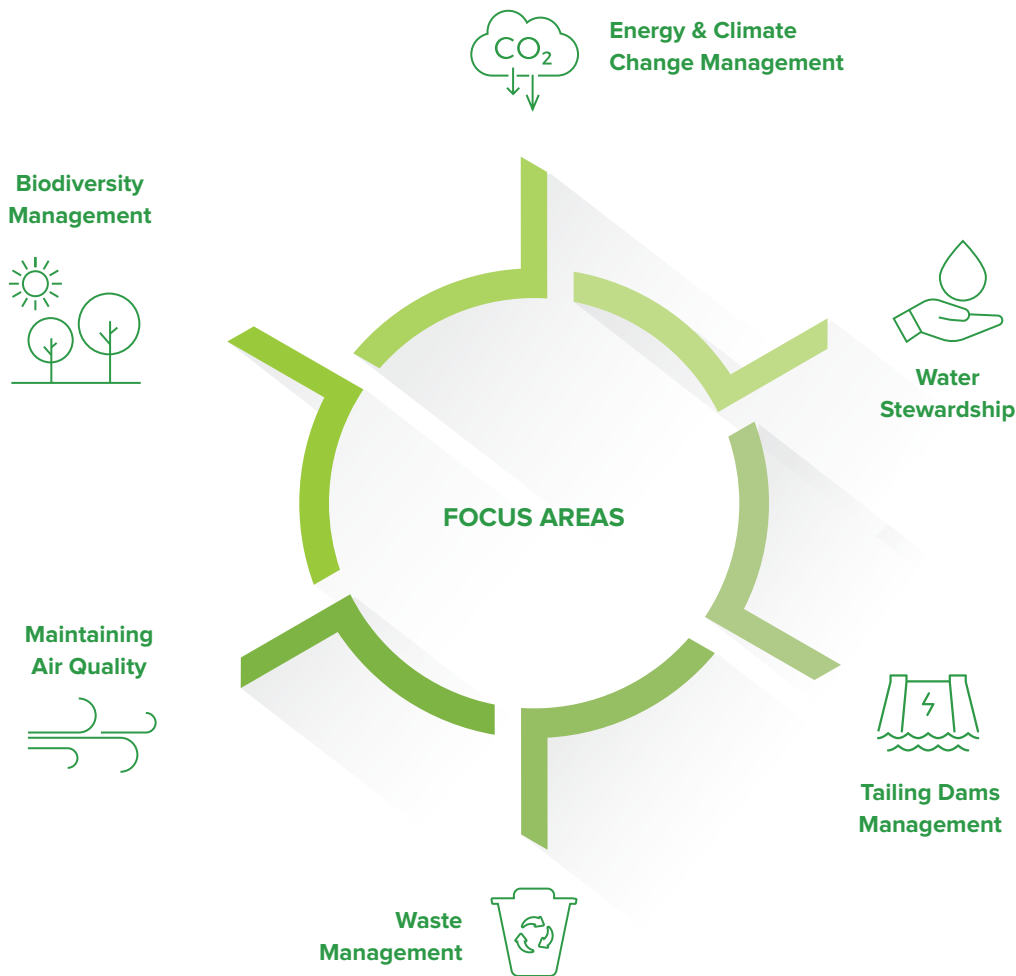 CO₂
Energy & Climate
Change Management
Biodiversity
Management
Water
Stewardship
FOCUS AREAS
Maintaining
Air Quality
Tailing Dams
Management
Waste
Management